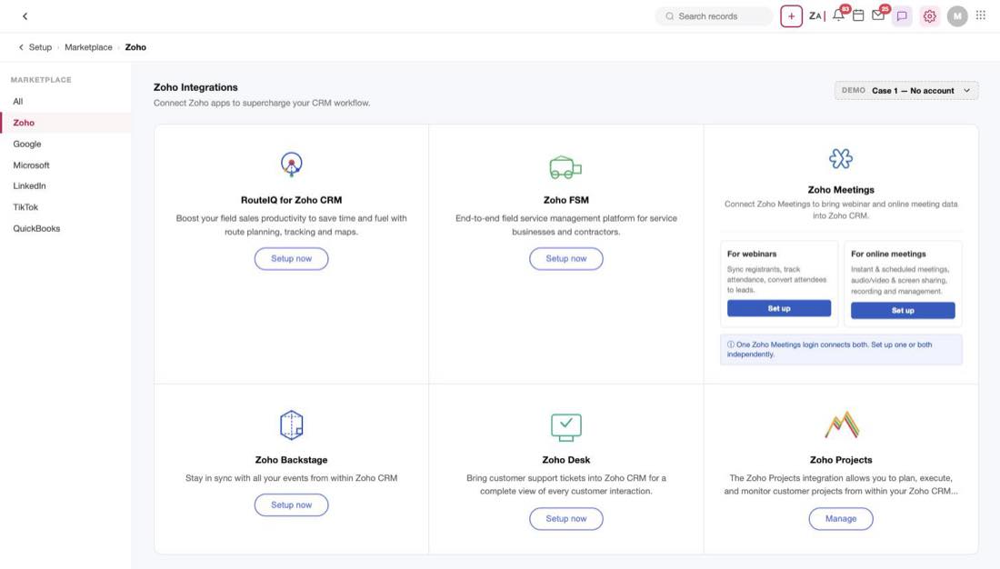 Search records
+
ZA
83
25
M
Setup › Marketplace › Zoho
MARKETPLACE
All
Zoho
Google
Microsoft
LinkedIn
TikTok
QuickBooks
Zoho Integrations
Connect Zoho apps to supercharge your CRM workflow.
DEMO Case 1 — No account
RouteIQ for Zoho CRM
Boost your field sales productivity to save time and fuel with
route planning, tracking and maps.
Setup now
Zoho FSM
End-to-end field service management platform for service
businesses and contractors.
Setup now
Zoho Meetings
Connect Zoho Meetings to bring webinar and online meeting data
into Zoho CRM.
For webinars
Sync registrants, track
attendance, convert attendees
to leads.
Set up
For online meetings
Instant & scheduled meetings,
audio/video & screen sharing,
recording and management.
Set up
ⓘ One Zoho Meetings login connects both. Set up one or both
independently.
Zoho Backstage
Stay in sync with all your events from within Zoho CRM
Setup now
Zoho Desk
Bring customer support tickets into Zoho CRM for a
complete view of every customer interaction.
Setup now
Zoho Projects
The Zoho Projects integration allows you to plan, execute,
and monitor customer projects from within your Zoho CRM...
Manage